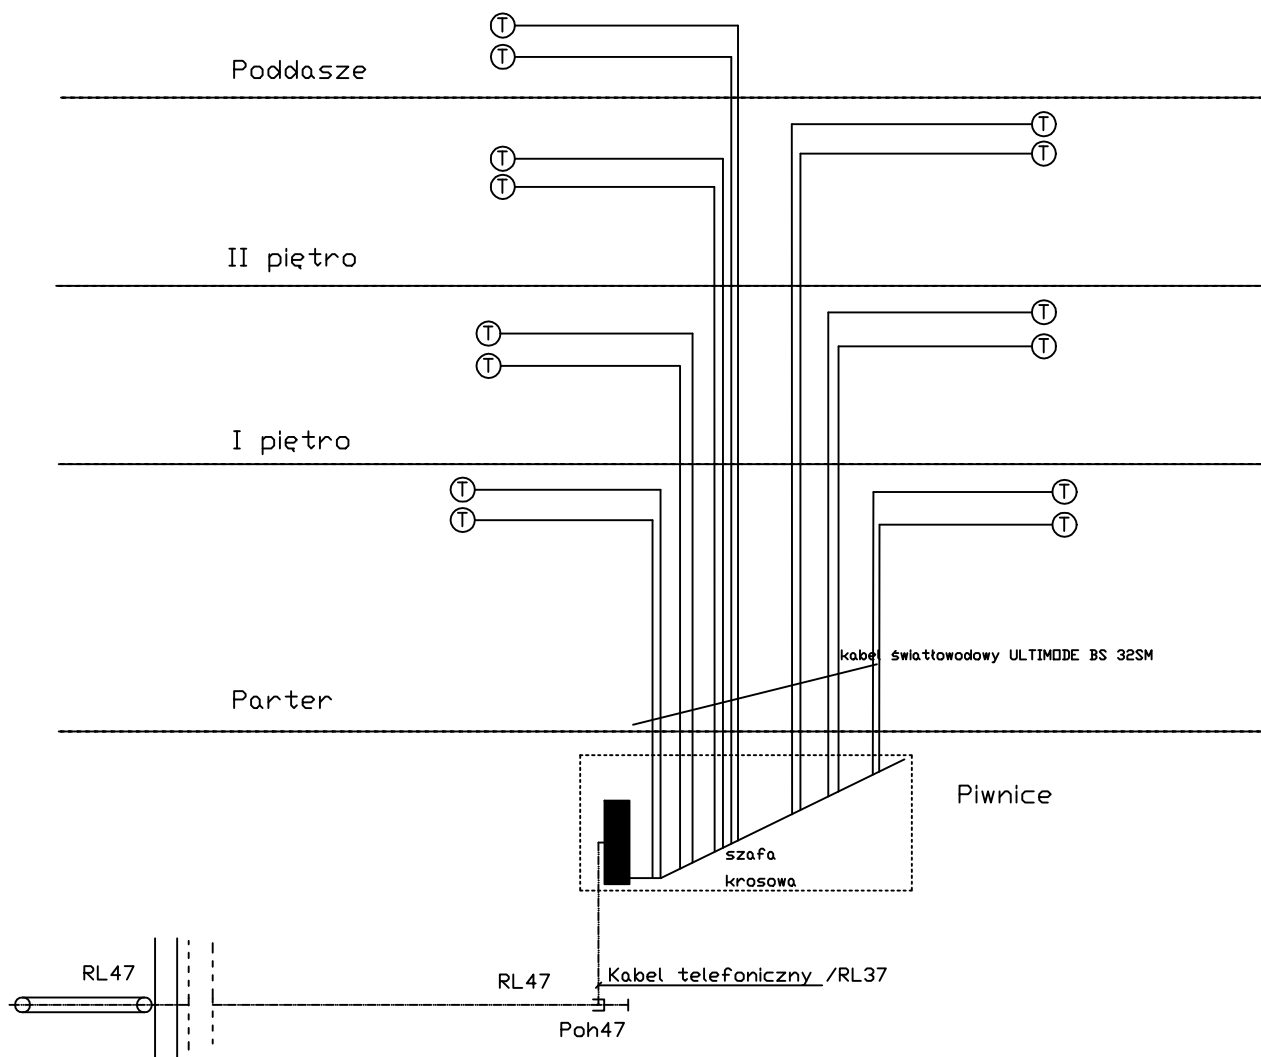 T
T
Poddasze
T
T
T
T
II piętro
T
T
T
T
I piętro
T
T
T
T
kabel światłowodowy ULTIMODE BS 32SM
Parter
Piwnice
szafa
krosowa
RL47
RL47
Kabel telefoniczny /RL37
Poh47